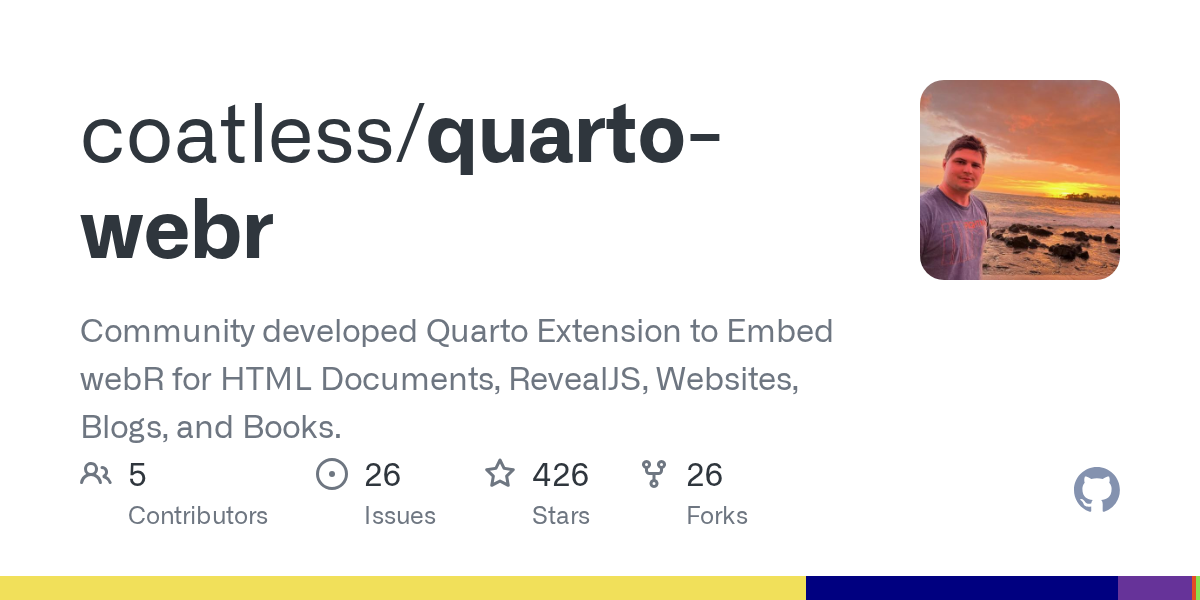 coatless/quarto-
webr
Community developed Quarto Extension to Embed
webR for HTML Documents, RevealJS, Websites,
Blogs, and Books.
5 26 426 26
Contributors Issues Stars Forks